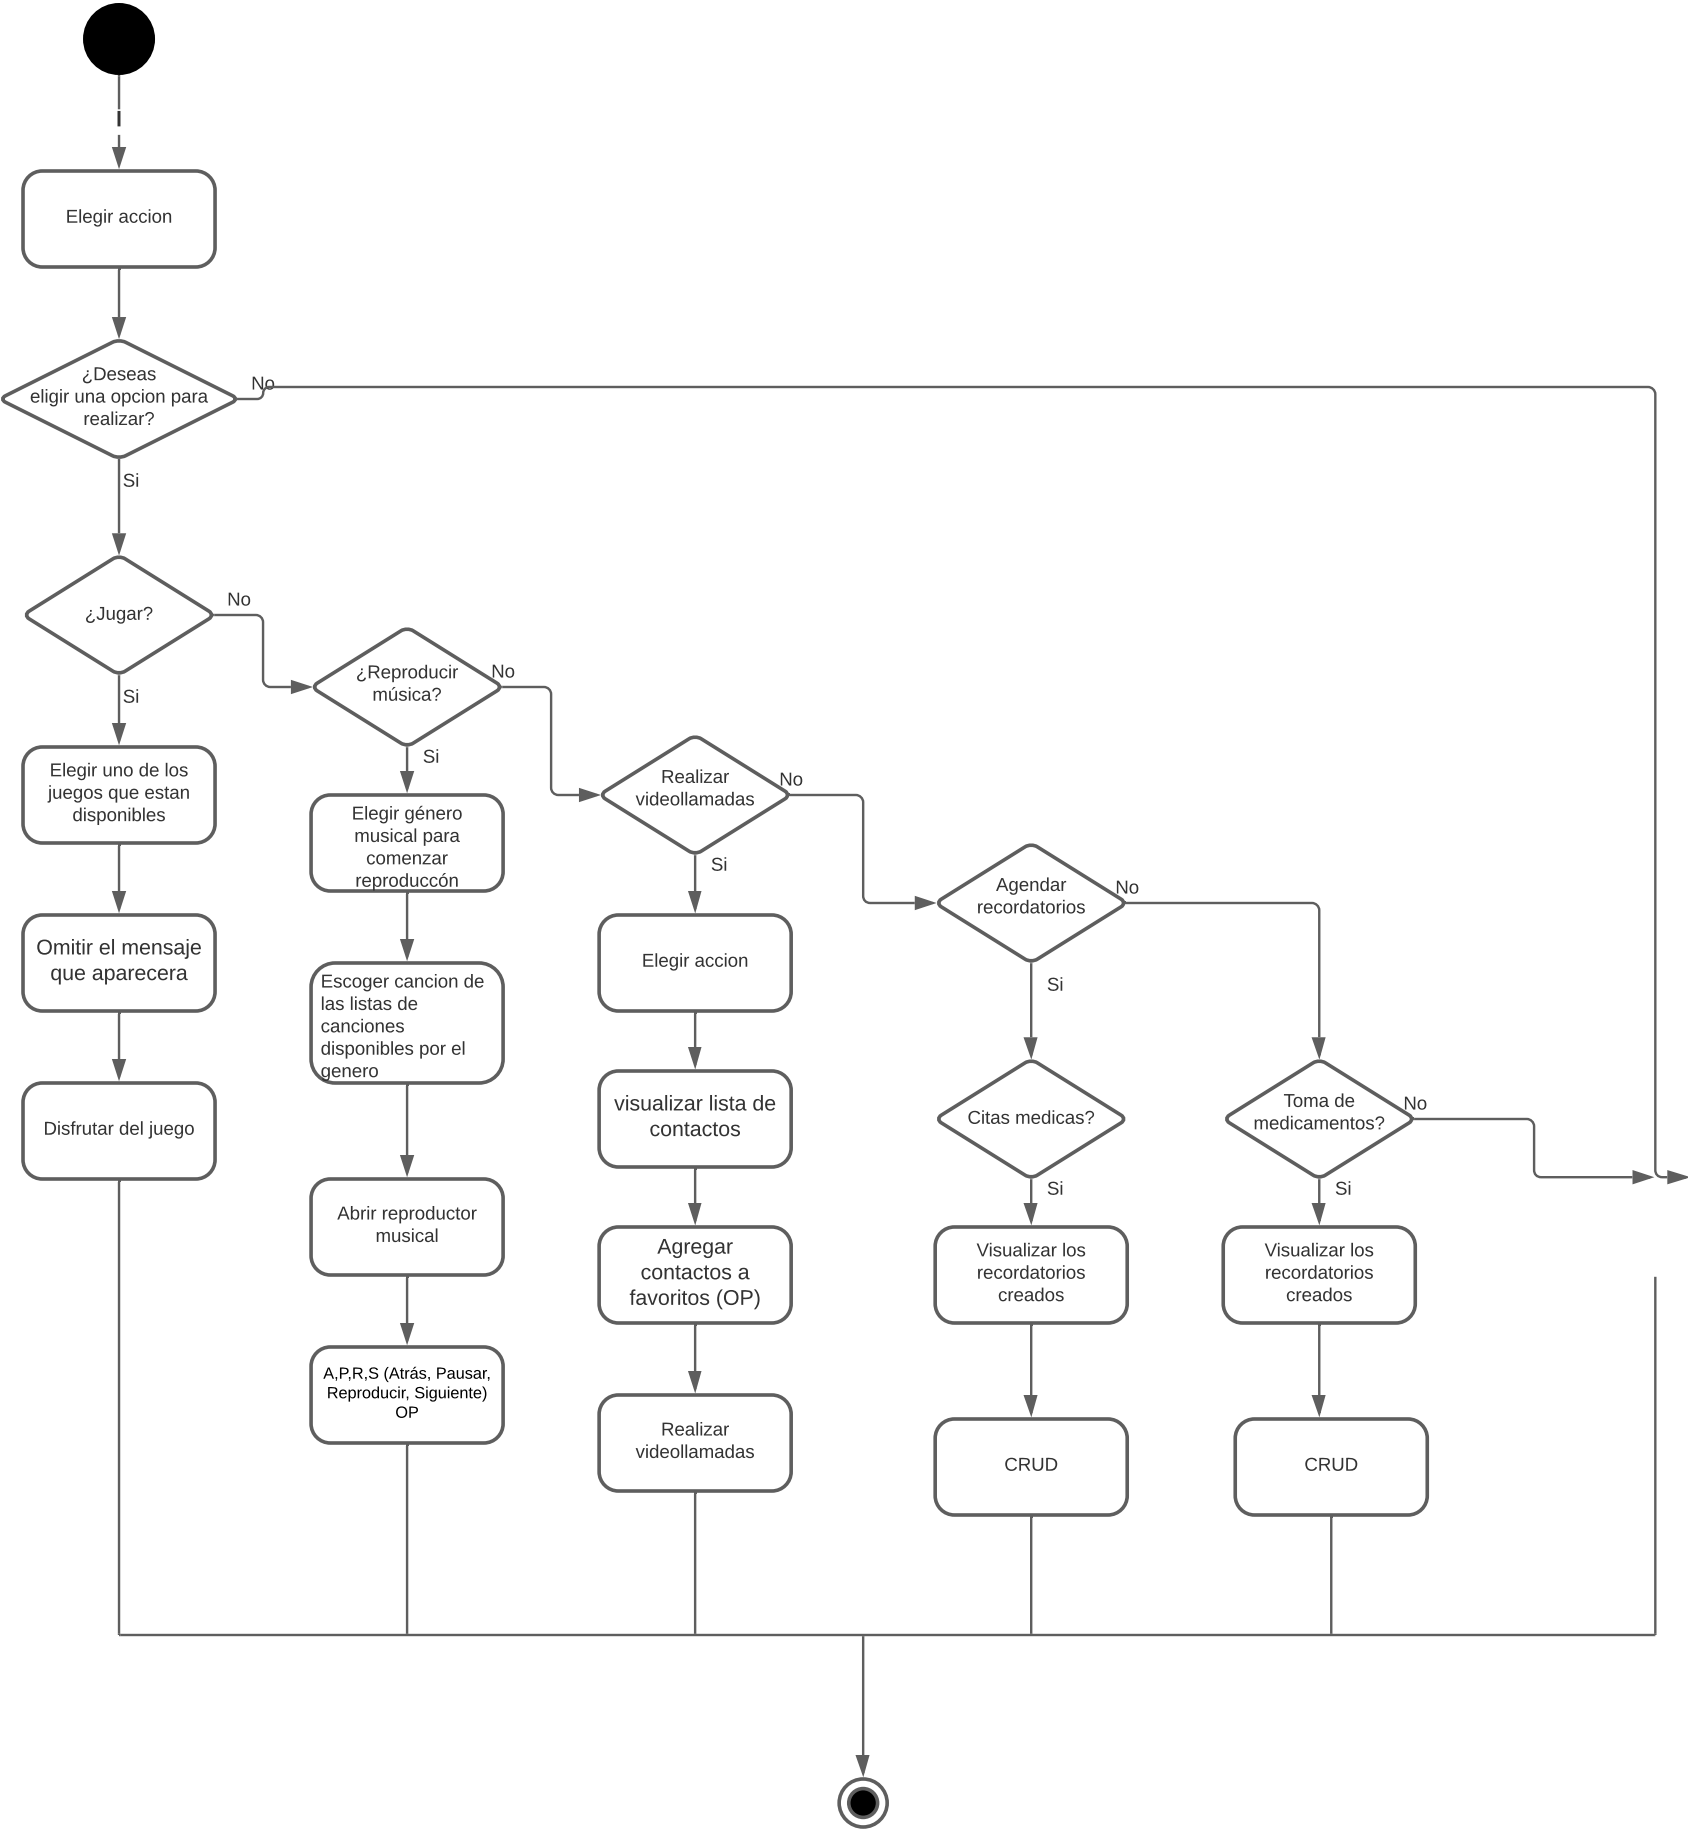 Elegir accion
¿Deseas
eligir una opcion para
realizar?
No
Si
¿Jugar?
No
Si
Elegir uno de los
juegos que estan
disponibles
Omitir el mensaje
que aparecera
Disfrutar del juego
¿Reproducir
música?
No
Si
Elegir género
musical para
comenzar
reproduccón
Escoger cancion de
las listas de
canciones
disponibles por el
genero
Abrir reproductor
musical
A,P,R,S (Atrás, Pausar,
Reproducir, Siguiente)
OP
Realizar
videollamadas
No
Si
Elegir accion
visualizar lista de
contactos
Agregar
contactos a
favoritos (OP)
Realizar
videollamadas
Agendar
recordatorios
No
Si
Citas medicas?
Si
Visualizar los
recordatorios
creados
CRUD
Toma de
medicamentos?
No
Si
Visualizar los
recordatorios
creados
CRUD